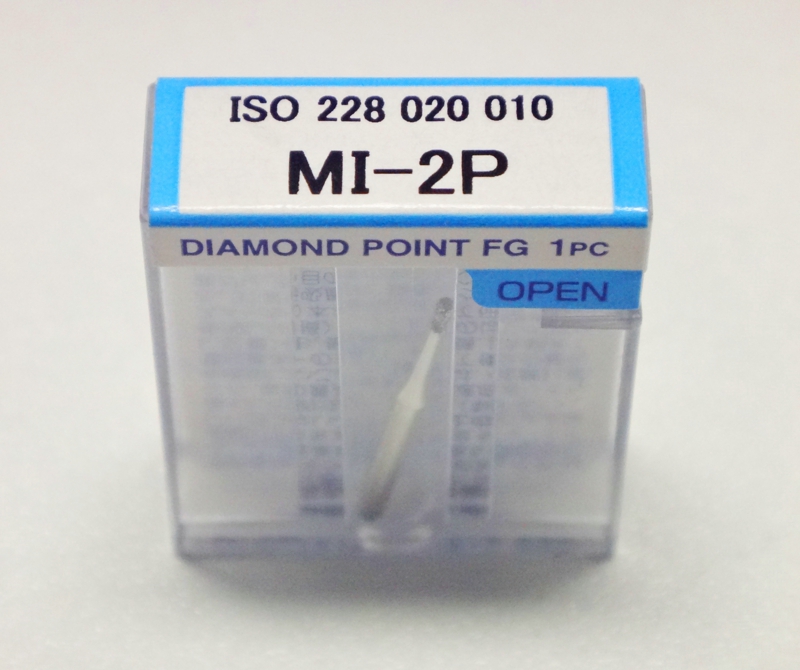 ISO 228 020 010
MI-2P
DIAMOND POINT FG 1PC
OPEN